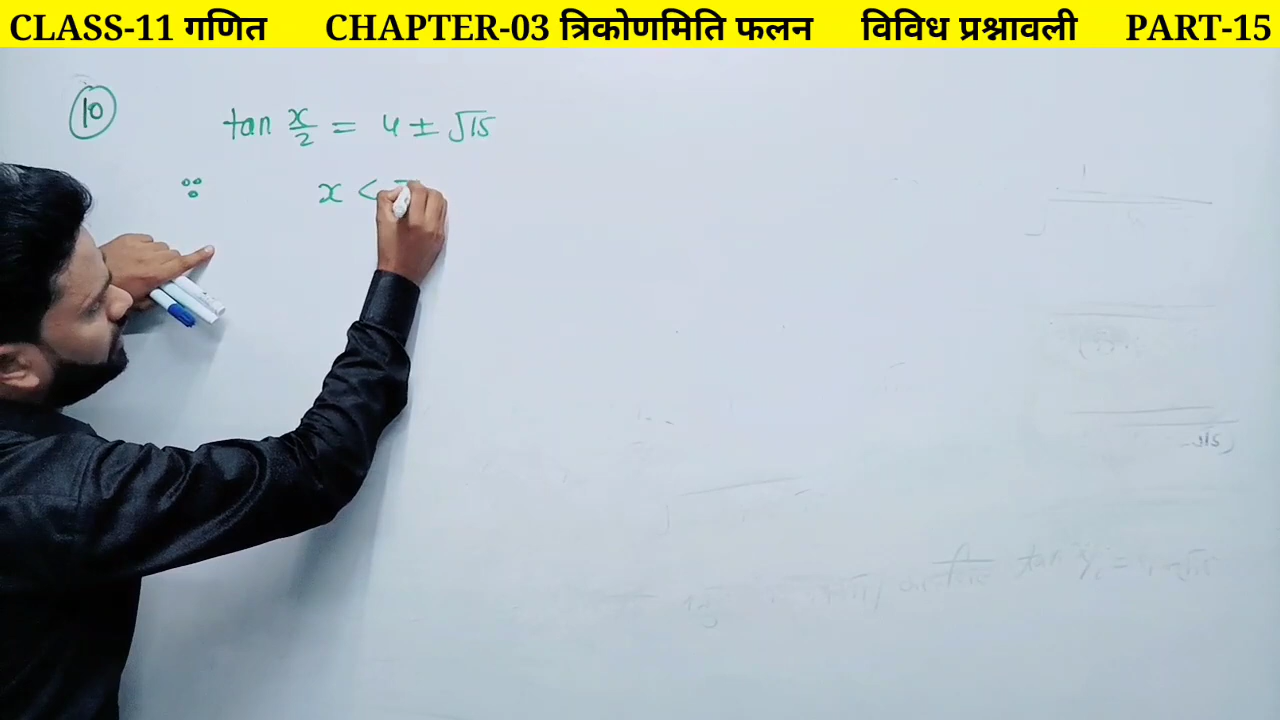 CLASS-11 गणित CHAPTER-03 त्रिकोणमिति फलन विविध प्रश्नावली PART-15
10 tan x/2 = 4 ± √15
∵ x <